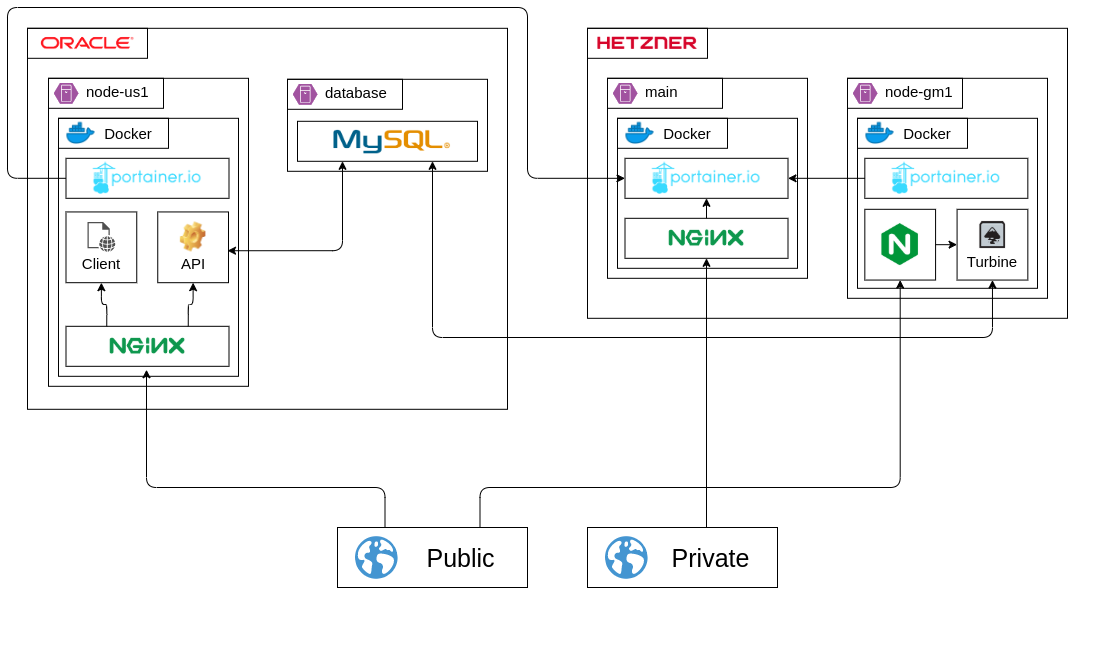 ORACLE
node-us1
Docker
portainer.io
Client
API
NGINX
database
MySQL®
HETZNER
main
Docker
portainer.io
NGINX
node-gm1
Docker
portainer.io
N
Turbine
Public
Private